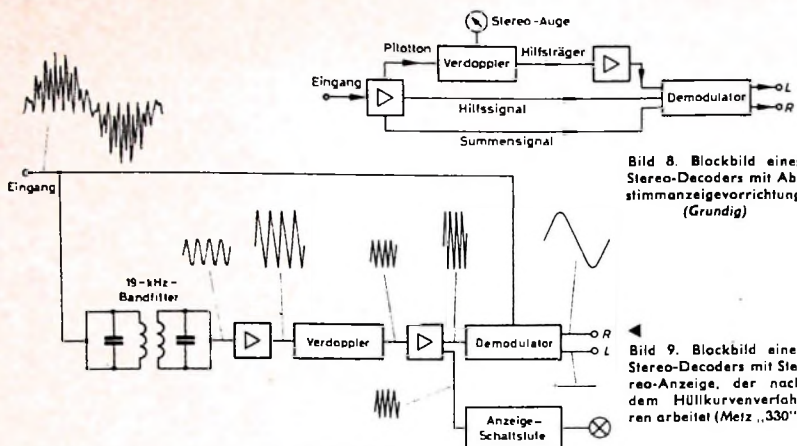 Stereo-Auge
Pilotton
Verdoppler
Hilfsträger
Eingang
Hilfssignal
Summensignal
Demodulator
L
R
Bild 8. Blockbild eines
Stereo-Decoders mit Ab
stimmanzeigevorrichtung
(Grundig)
Eingang
19-kHz-
Bandfilter
Verdoppler
Demodulator
R
L
Anzeige-
Schaltstufe
Bild 9. Blockbild eine
Stereo-Decoders mit Ste
reo-Anzeige, der nach
dem Hüllkurvenverfah
ren arbeitet (Metz „330"